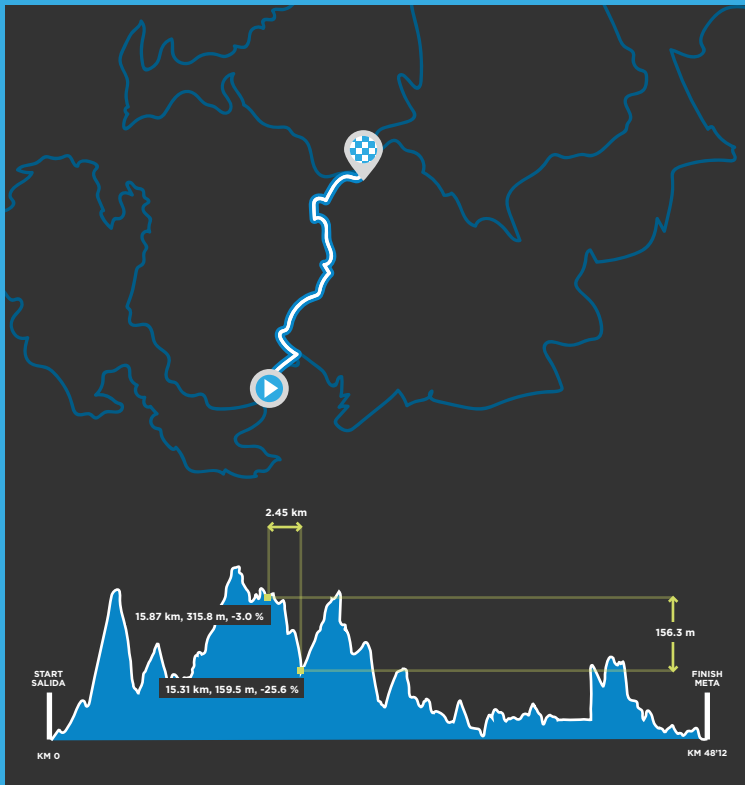 2.45 km
15.87 km, 315.8 m, -3.0 %
156.3 m
START
SALIDA
FINISH
META
15.31 km, 159.5 m, -25.6 %
KM 0
KM 48'12